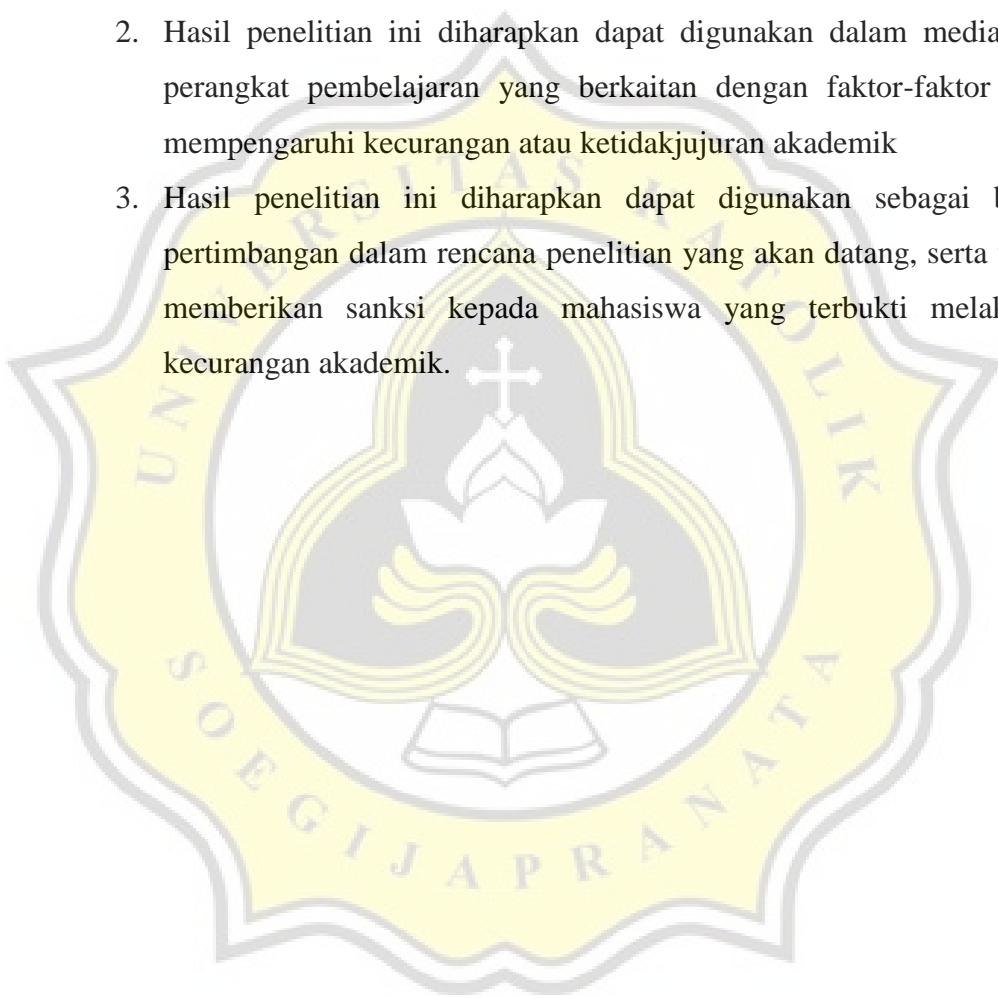 2. Hasil penelitian ini diharapkan dapat digunakan dalam media
perangkat pembelajaran yang berkaitan dengan faktor-faktor
mempengaruhi kecurangan atau ketidakjujuran akademik
3. Hasil penelitian ini diharapkan dapat digunakan sebagai
pertimbangan dalam rencana penelitian yang akan datang, serta
memberikan sanksi kepada mahasiswa yang terbukti
kecurangan akademik.
UNIVERSITAS KATOLIK
SOEGIJAPRANATA